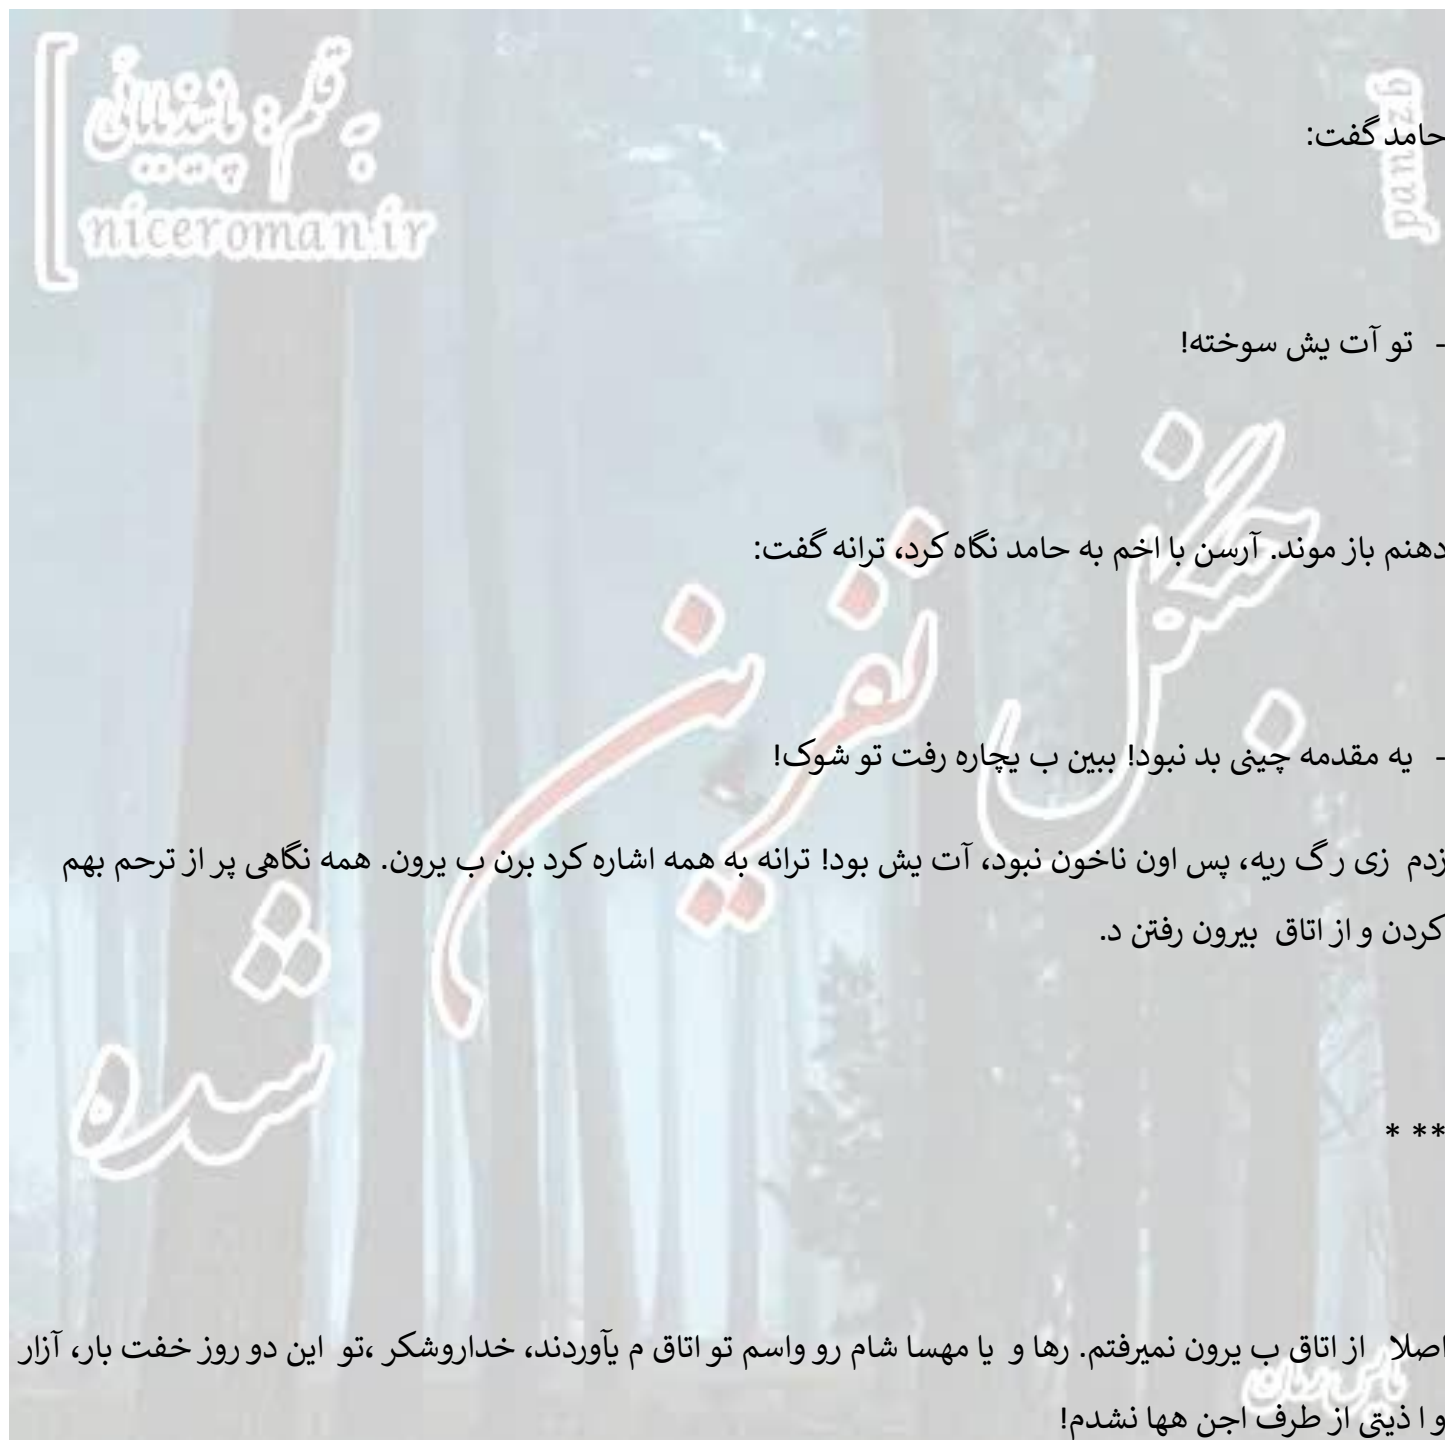 niceroman.ir
حامد گفت:
- تو آت یش سوخته!
دهنم باز موند. آرسن با اخم به حامد نگاه کرد، ترانه گفت:
- یه مقدمه چینی بد نبود! ببین ب یچاره رفت تو شوک!
زدم زی ر گ ریه، پس اون ناخون نبود، آت یش بود! ترانه به همه اشاره کرد برن ب یرون. همه نگاهی پر از ترحم بهم
کردن و از اتاق بیرون رفتن د.
* **
اصلا از اتاق ب یرون نمیرفتم. رها و یا مهسا شام رو واسم تو اتاق م یآوردند، خداروشکر ،تو این دو روز خفت بار، آزار
و ا ذیتی از طرف اجن هها نشدم!
جنگل
نفرین
شده